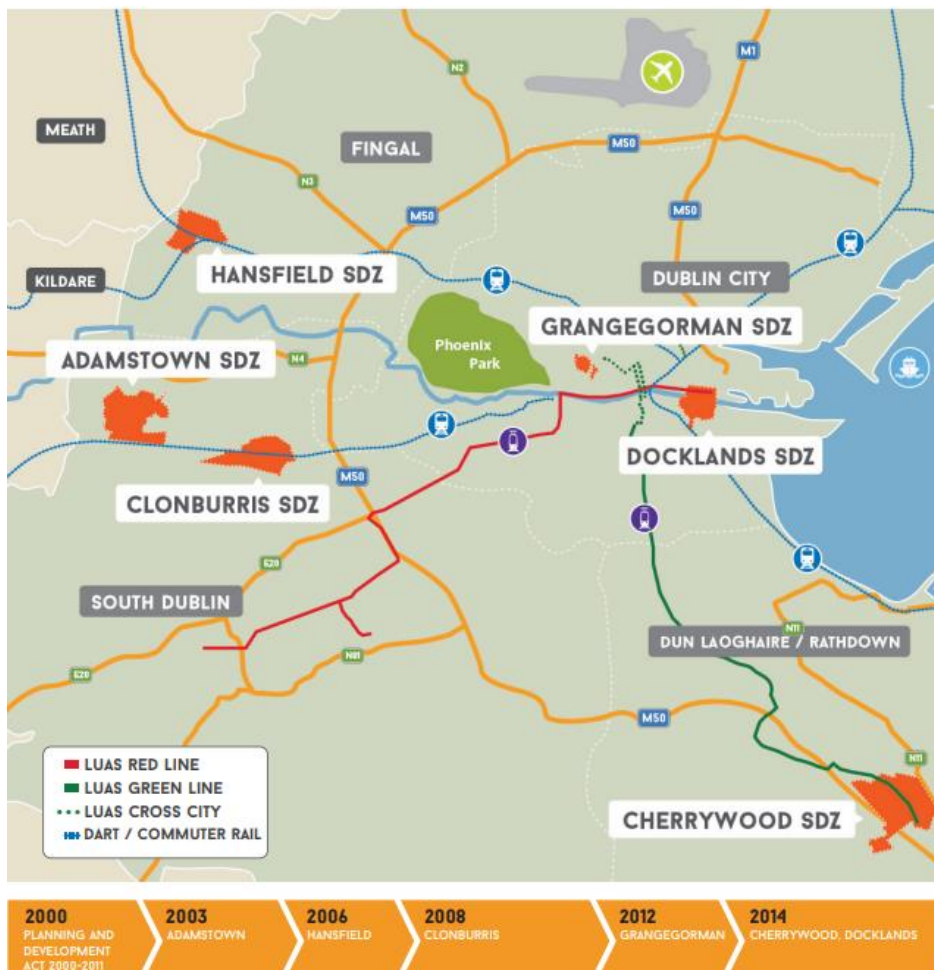 M1
N2
MEATH
FINGAL
M50
N3
M50
M50
KILDARE
HANSFIELD SDZ
DUBLIN CITY
GRANGEGORMAN SDZ
Phoenix
Park
ADAMSTOWN SDZ
N4
DOCKLANDS SDZ
M50
CLONBURRIS SDZ
E20
SOUTH DUBLIN
N11
DUN LAOGHAIRE / RATHDOWN
N81
E20
M50
N11
LUAS RED LINE
LUAS GREEN LINE
LUAS CROSS CITY
DART / COMMUTER RAIL
CHERRYWOOD SDZ
2000
PLANNING AND
DEVELOPMENT
ACT 2000-2011
2003
ADAMSTOWN
2006
HANSFIELD
2008
CLONBURRIS
2012
GRANGEGORMAN
2014
CHERRYWOOD, DOCKLANDS